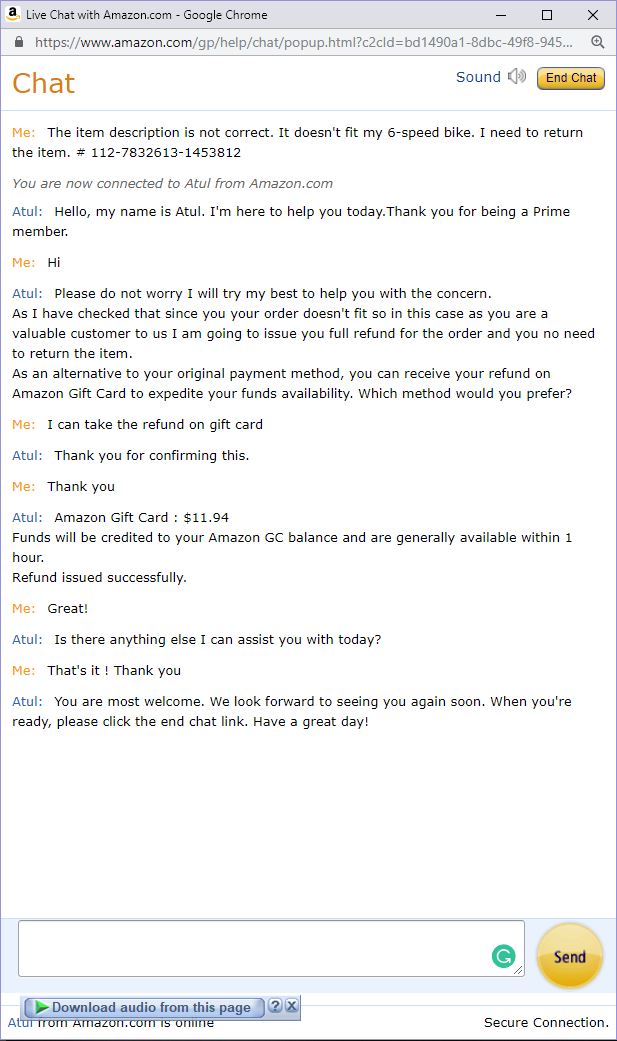 Live Chat with Amazon.com - Google Chrome
https://www.amazon.com/gp/help/chat/popup.html?c2cId=bd1490a1-8dbc-49f8-945...
Chat
Sound
End Chat
Me: The item description is not correct. It doesn't fit my 6-speed bike. I need to return
the item. # 112-7832613-1453812
You are now connected to Atul from Amazon.com
Atul: Hello, my name is Atul. I'm here to help you today.Thank you for being a Prime
member.
Me: Hi
Atul: Please do not worry I will try my best to help you with the concern.
As I have checked that since you your order doesn't fit so in this case as you are a
valuable customer to us I am going to issue you full refund for the order and you no need
to return the item.
As an alternative to your original payment method, you can receive your refund on
Amazon Gift Card to expedite your funds availability. Which method would you prefer?
Me: I can take the refund on gift card
Atul: Thank you for confirming this.
Me: Thank you
Atul: Amazon Gift Card : $11.94
Funds will be credited to your Amazon GC balance and are generally available within 1
hour.
Refund issued successfully.
Me: Great!
Atul: Is there anything else I can assist you with today?
Me: That's it ! Thank you
Atul: You are most welcome. We look forward to seeing you again soon. When you're
ready, please click the end chat link. Have a great day!
Send
Download audio from this page ? X
Atul from Amazon.com is online
Secure Connection.